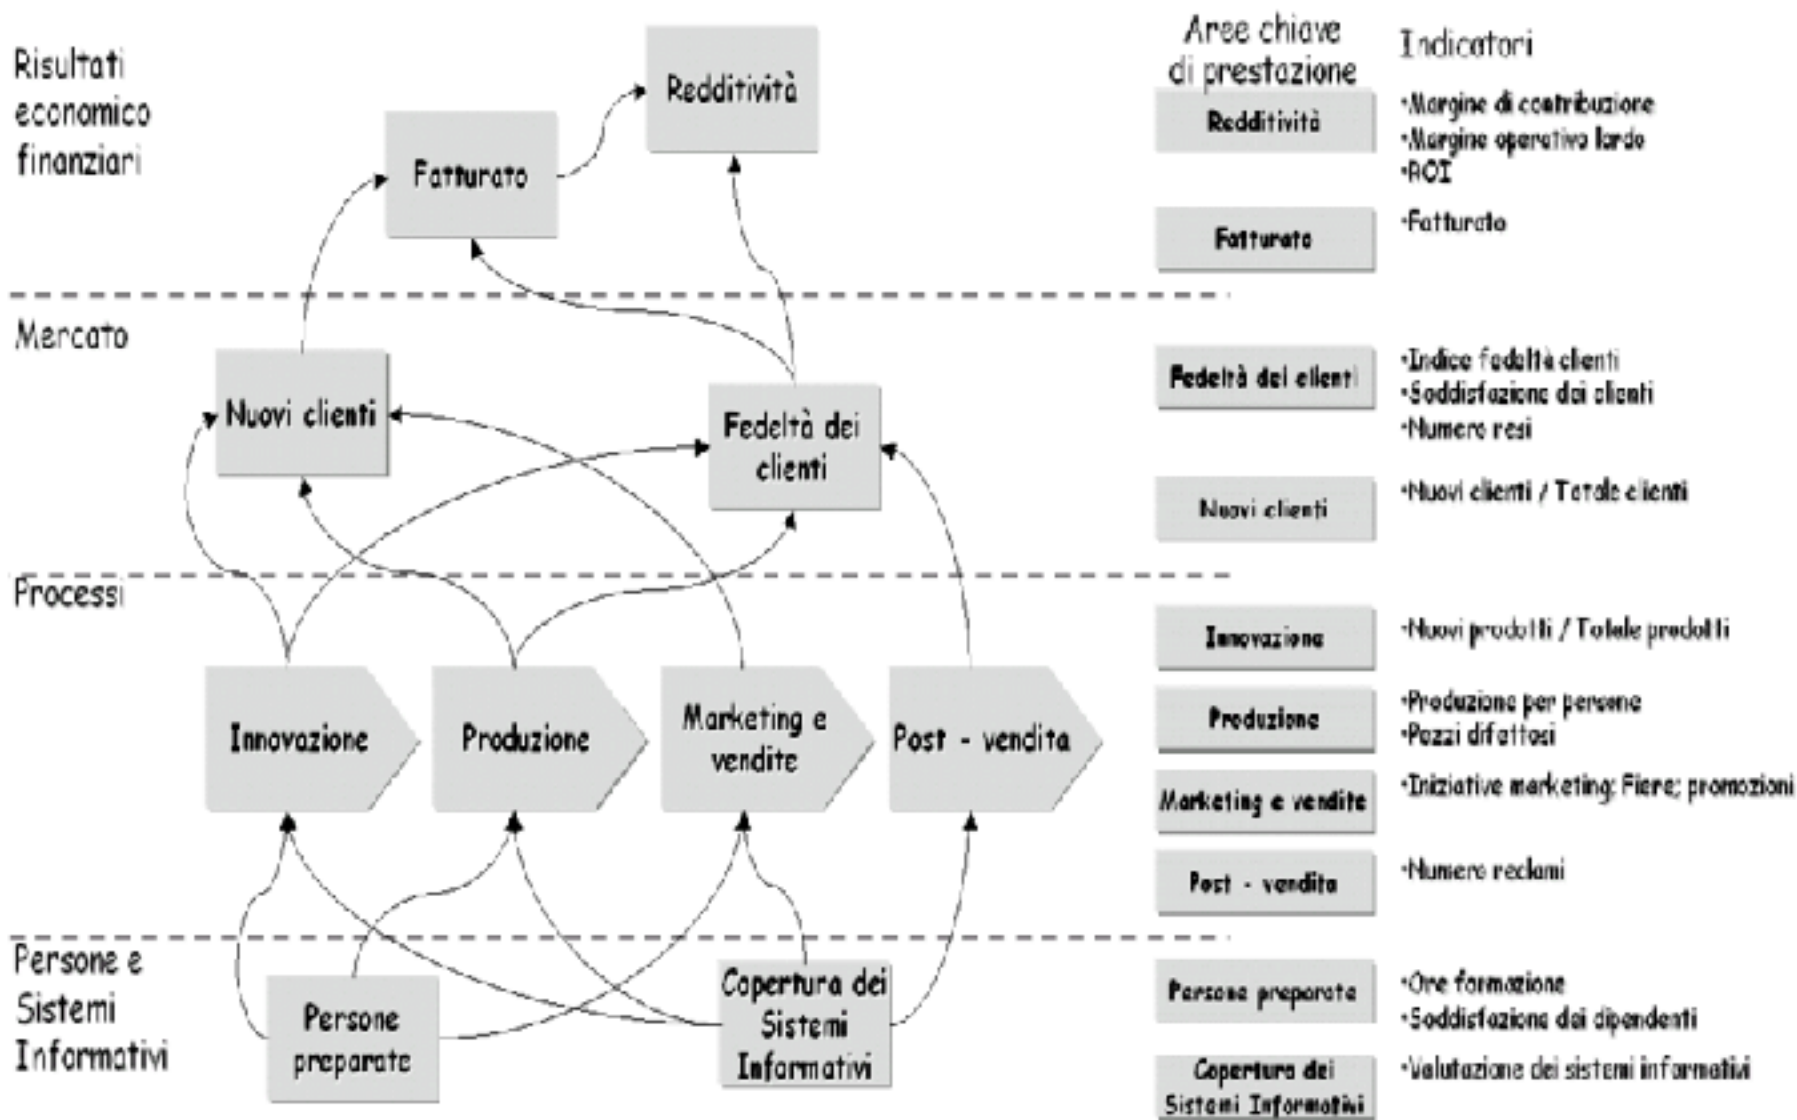 Risultati
economico
finanziari
Redditività
Fatturato
Mercato
Nuovi clienti
Fedeltà dei
clienti
Processi
Innovazione
Produzione
Marketing e
vendite
Post - vendita
Persone e
Sistemi
Informativi
Persone
preparate
Copertura dei
Sistemi
Informativi
Aree chiave
di prestazione
Indicatori
Redditività
•Margine di contribuzione
•Margine operativo lordo
•ROI
Fatturato
•Fatturato
Fedeltà dei clienti
•Indice fedeltà clienti
•Soddisfazione dei clienti
•Numero resi
Nuovi clienti
•Nuovi clienti / Totale clienti
Innovazione
•Nuovi prodotti / Totale prodotti
Produzione
•Produzione per persone
•Pezzi difettosi
Marketing e vendite
•Iniziative marketing; Fiere; promozioni
Post - vendita
•Numero reclami
Persone preparate
•Ore formazione
•Soddisfazione dei dipendenti
Copertura dei
Sistemi Informativi
•Valutazione dei sistemi informativi